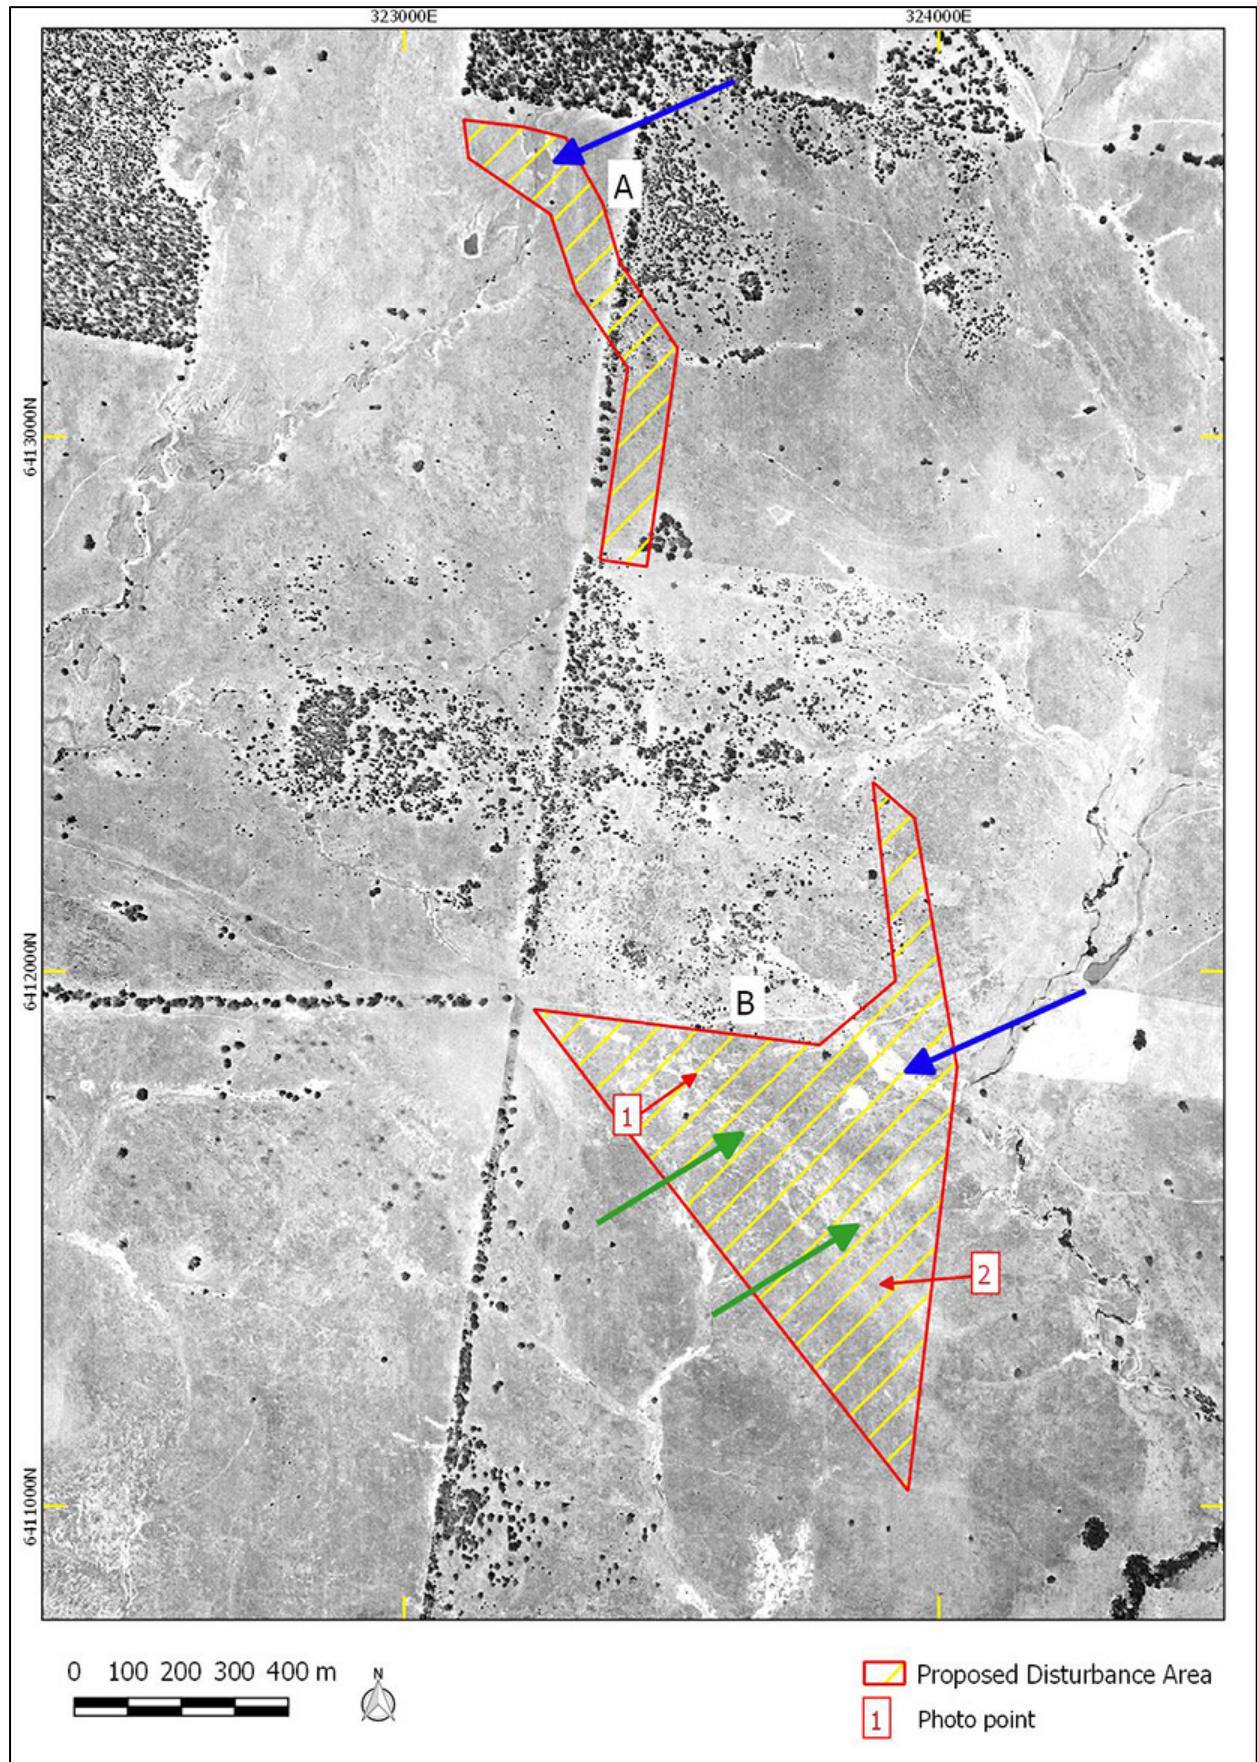 323000E
324000E
A
6413000N
6412000N
B
1
2
6411000N
0 100 200 300 400 m
N
Proposed Disturbance Area
1 Photo point